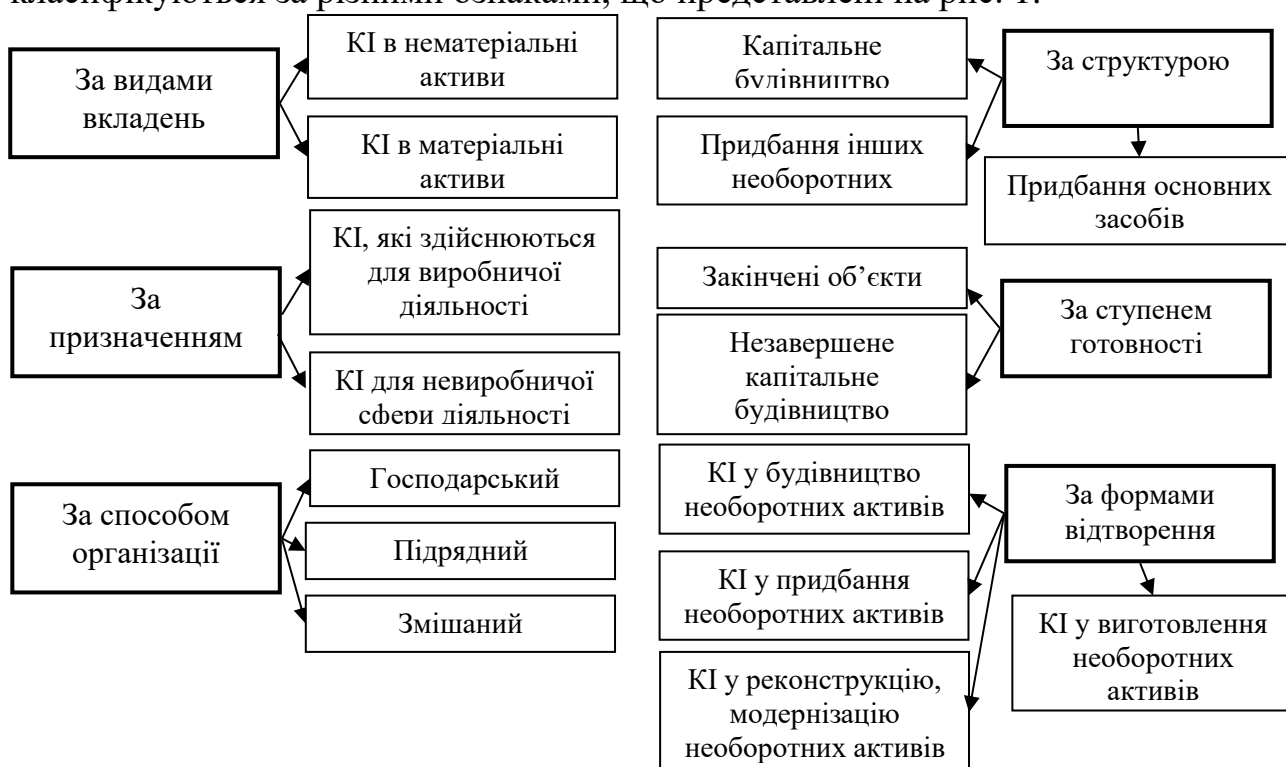 класифікуються за різними ознаками, що представлені на рис. 1.
За видами
вкладень
КІ в нематеріальні
активи
КІ в матеріальні
активи
За
призначенням
КІ, які здійснюються
для виробничої
діяльності
КІ для невиробничої
сфери діяльності
За способом
організації
Господарський
Підрядний
Змішаний
Капітальне
будівництво
Придбання інших
необоротних
За структурою
Придбання основних
засобів
Закінчені об’єкти
Незавершене
капітальне
будівництво
За ступенем
готовності
КІ у будівництво
необоротних активів
КІ у придбання
необоротних активів
КІ у реконструкцію,
модернізацію
необоротних активів
За формами
відтворення
КІ у виготовлення
необоротних
активів